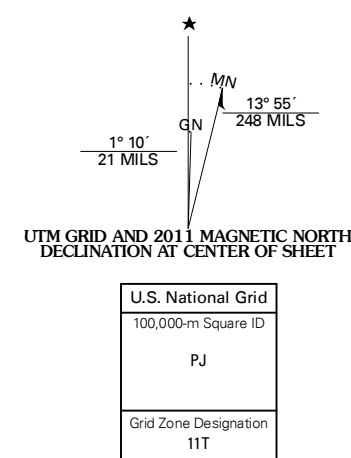 ★
MN
GN
13° 55´
248 MILS
1° 10´
21 MILS
UTM GRID AND 2011 MAGNETIC NORTH
DECLINATION AT CENTER OF SHEET
U.S. National Grid
100,000-m Square ID
PJ
Grid Zone Designation
11T